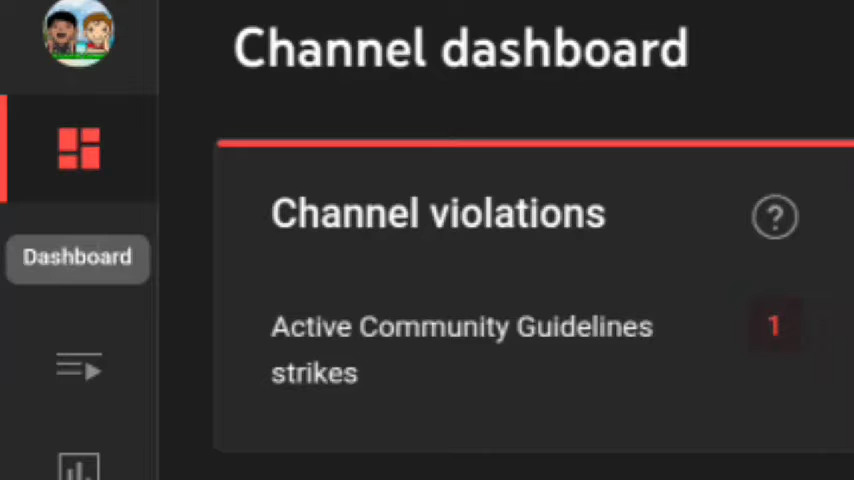 Channel dashboard
Channel violations
?
Dashboard
Active Community Guidelines
strikes
1